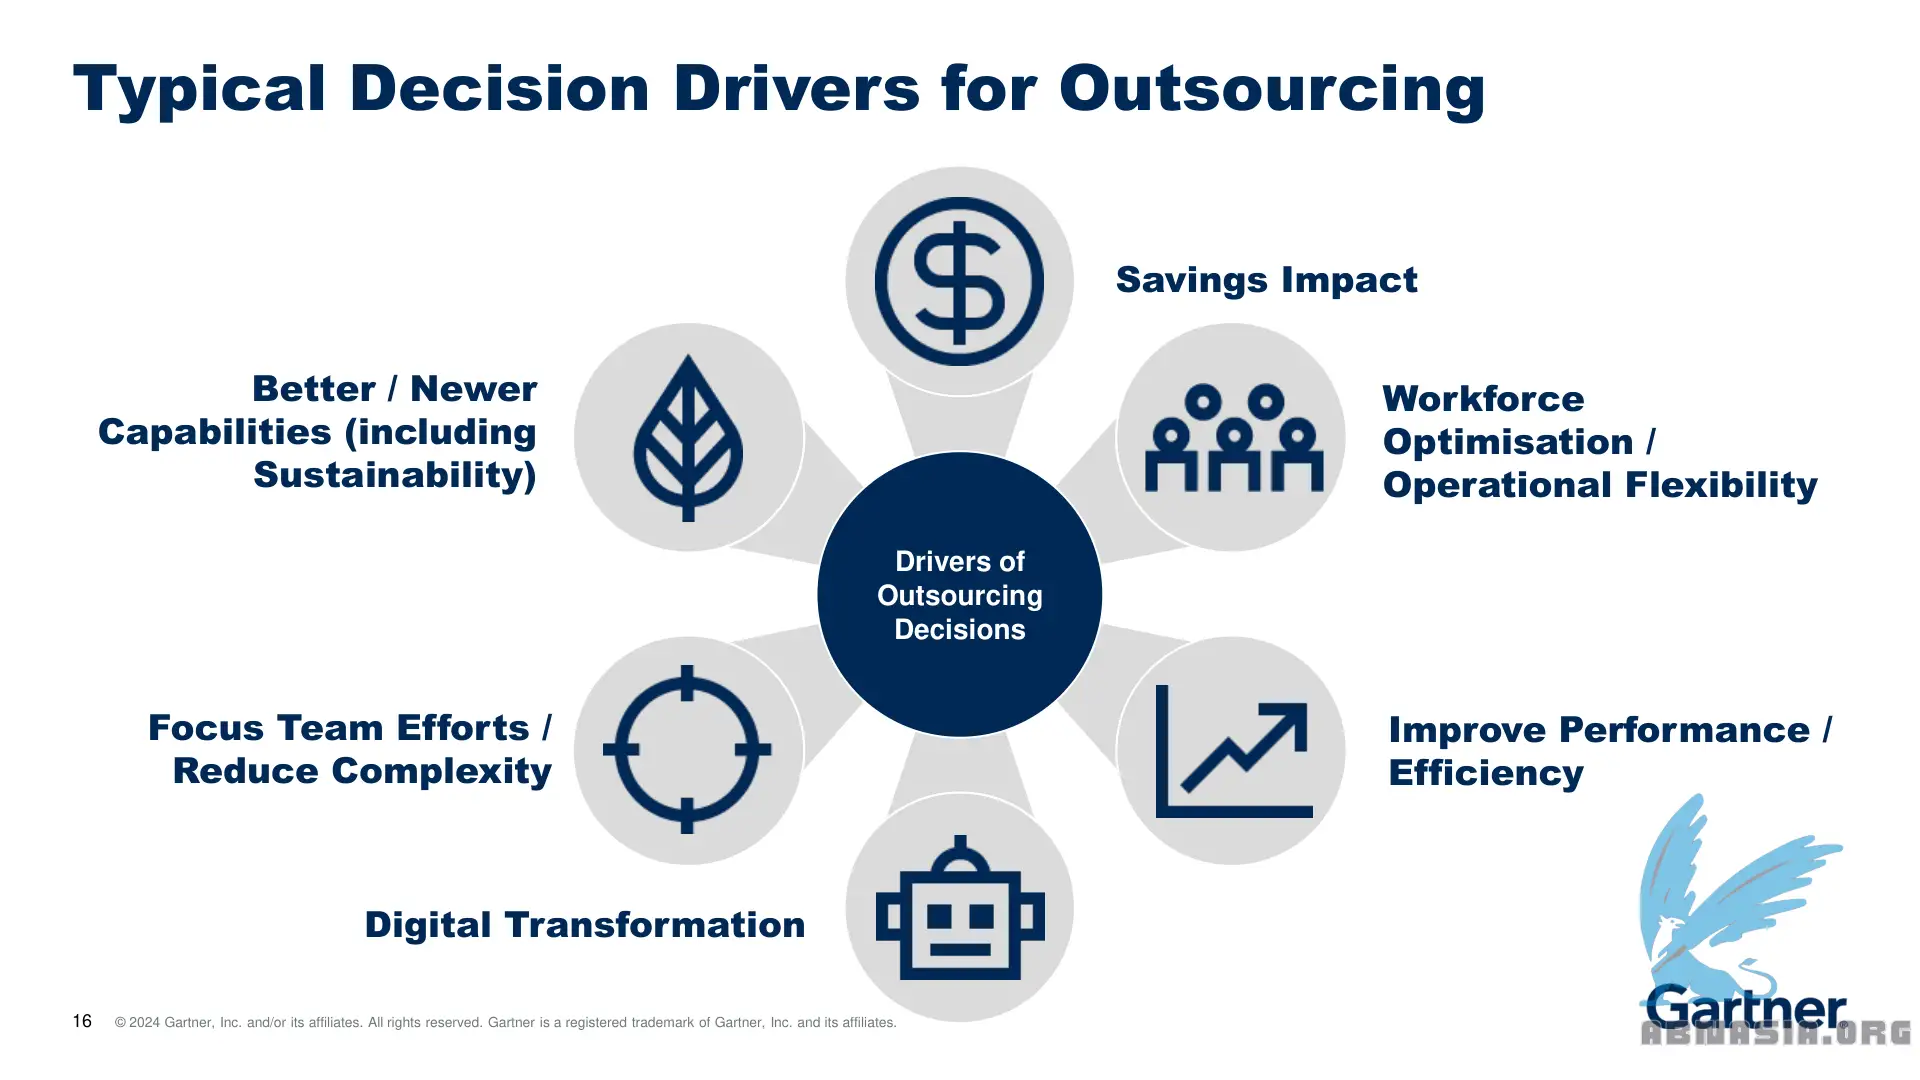 Typical Decision Drivers for Outsourcing
Savings Impact
Better / Newer
Capabilities (including
Sustainability)
Workforce
Optimisation /
Operational Flexibility
Drivers of
Outsourcing
Decisions
Focus Team Efforts /
Reduce Complexity
Improve Performance /
Efficiency
Digital Transformation
16 © 2024 Gartner, Inc. and/or its affiliates. All rights reserved. Gartner is a registered trademark of Gartner, Inc. and its affiliates.
Gartner
ABNASIA.ORG